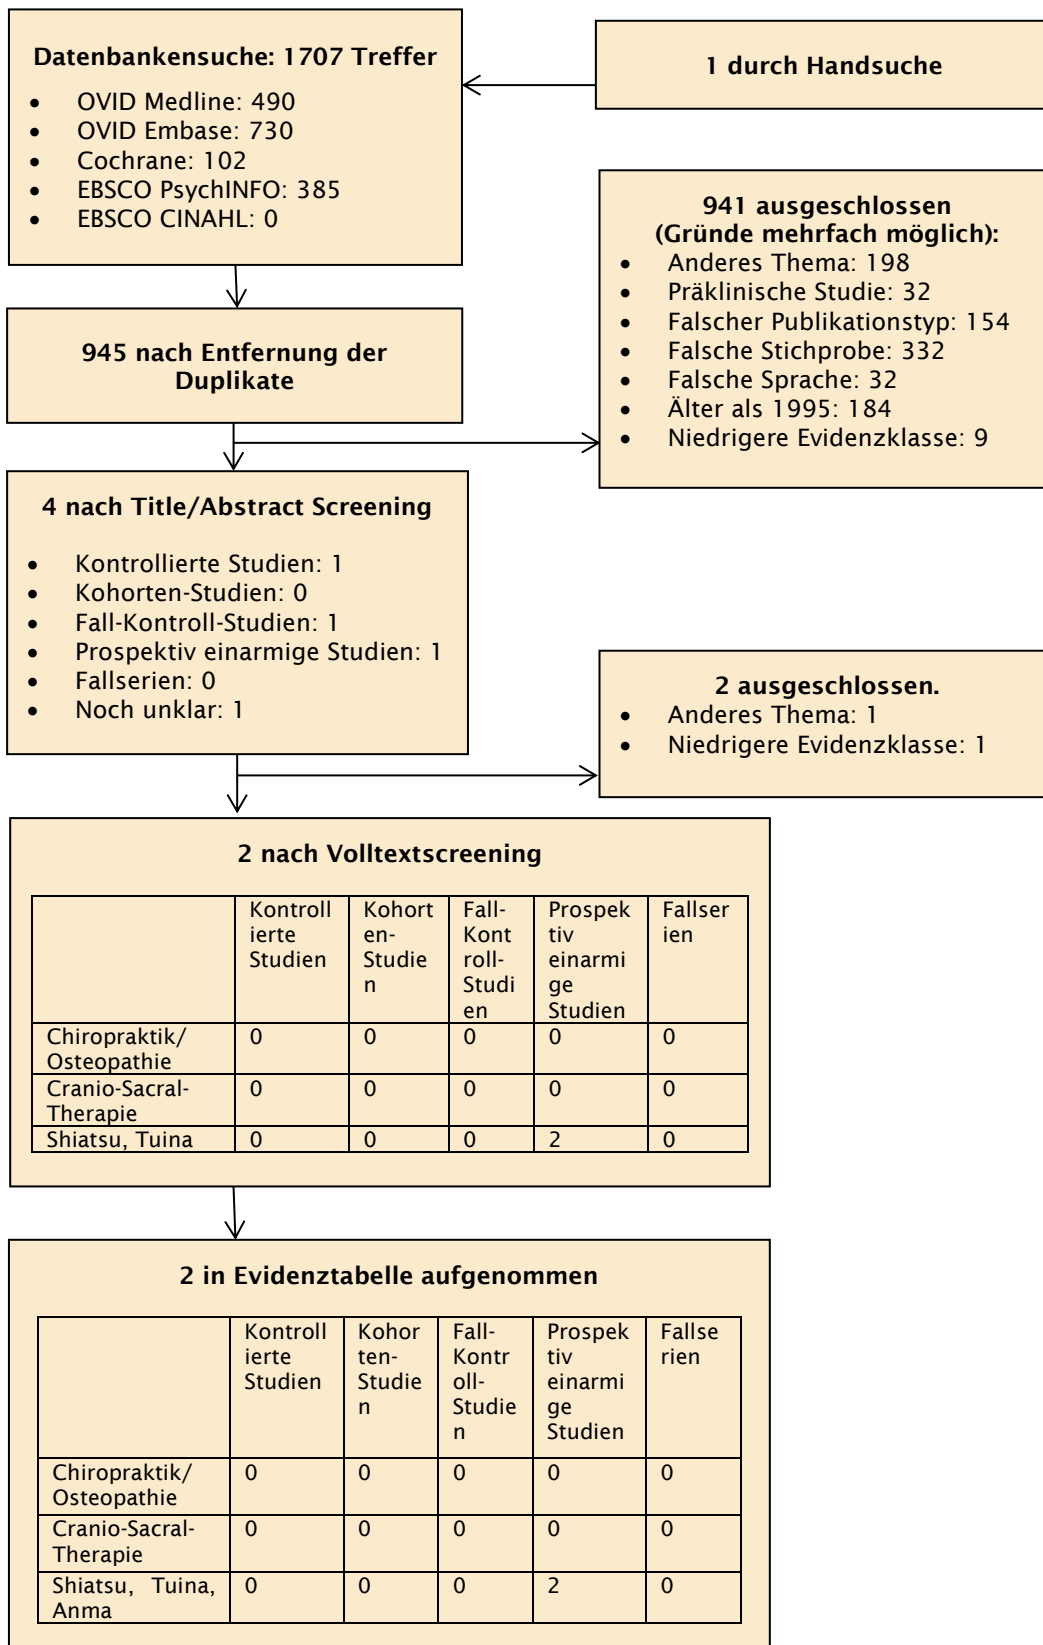 Datenbankensuche: 1707 Treffer
• OVID Medline: 490
• OVID Embase: 730
• Cochrane: 102
• EBSCO PsychINFO: 385
• EBSCO CINAHL: 0
1 durch Handsuche
941 ausgeschlossen
(Gründe mehrfach möglich):
• Anderes Thema: 198
• Präklinische Studie: 32
• Falscher Publikationstyp: 154
• Falsche Stichprobe: 332
• Falsche Sprache: 32
• Älter als 1995: 184
• Niedrigere Evidenzklasse: 9
945 nach Entfernung der
Duplikate
4 nach Title/Abstract Screening
• Kontrollierte Studien: 1
• Kohorten-Studien: 0
• Fall-Kontroll-Studien: 1
• Prospektiv einarmige Studien: 1
• Fallserien: 0
• Noch unklar: 1
2 ausgeschlossen.
• Anderes Thema: 1
• Niedrigere Evidenzklasse: 1
2 nach Volltextscreening
Kontroll
ierte
Studien
Kohort
en-
Studie
n
Fall-
Kont
roll-
Studi
en
Prospek
tiv
einarmi
ge
Studien
Fallser
ien
Chiropraktik/
Osteopathie
0 0 0 0 0
Cranio-Sacral-
Therapie
0 0 0 0 0
Shiatsu, Tuina 0 0 0 2 0
2 in Evidenztabelle aufgenommen
Kontroll
ierte
Studien
Kohor
ten-
Studie
n
Fall-
Kontr
oll-
Studie
n
Prospek
tiv
einarmi
ge
Studien
Fallse
rien
Chiropraktik/
Osteopathie
0 0 0 0 0
Cranio-Sacral-
Therapie
0 0 0 0 0
Shiatsu, Tuina,
Anma
0 0 0 2 0